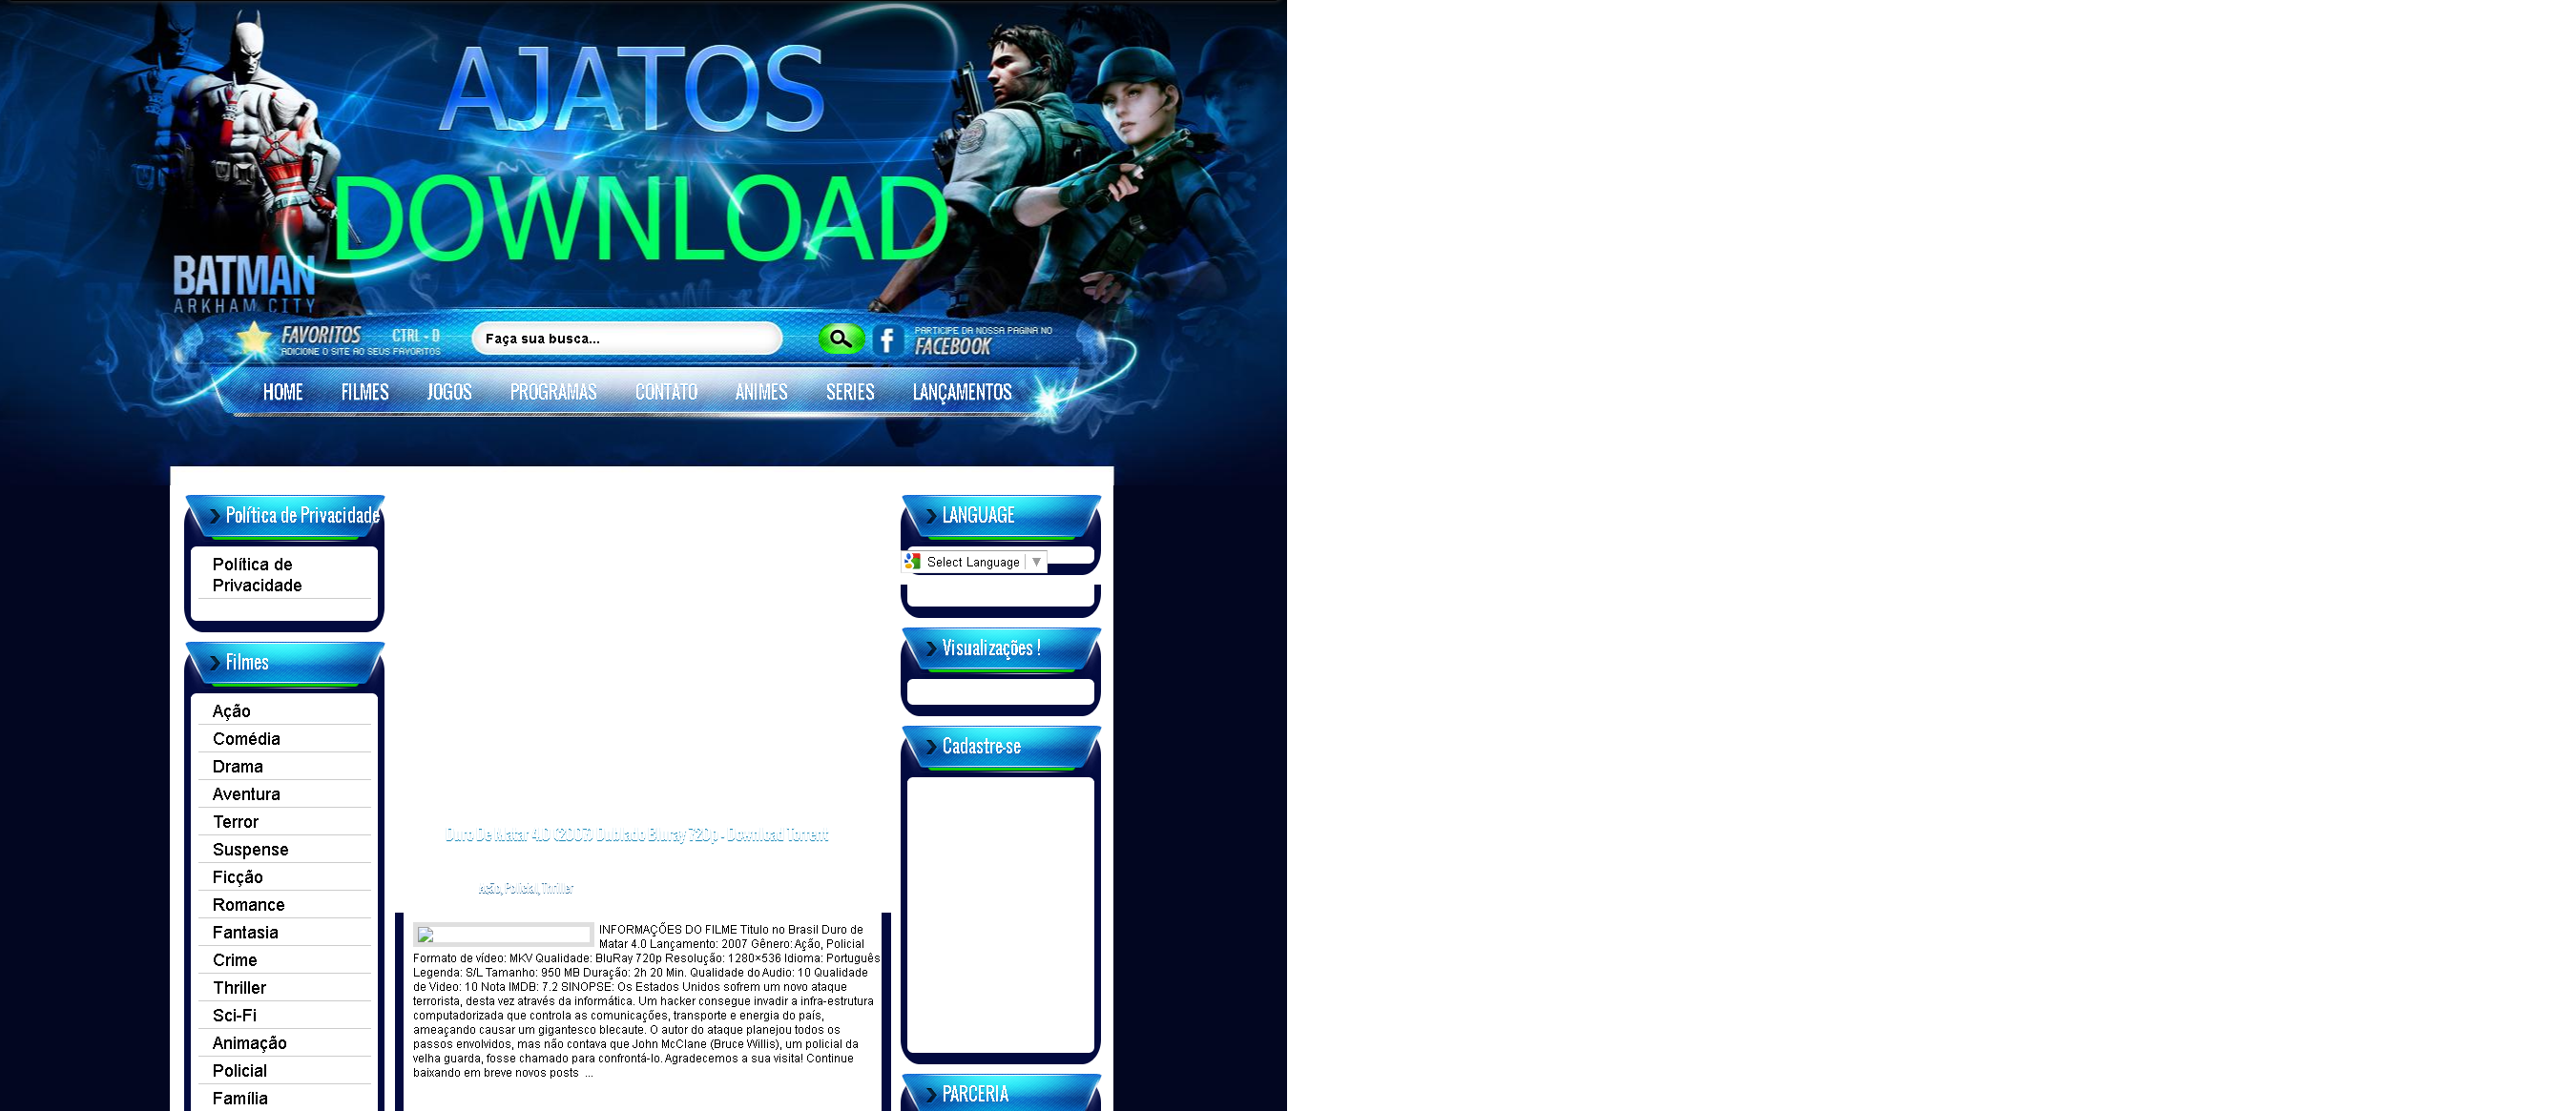 AJATOS
DOWNLOAD
BATMAN
ARKHAM CITY
FAVORITOS CTRL - D
ADICIONE O SITE AO SEUS FAVORITOS
Faça sua busca...
PARTICIPE DA NOSSA PAGINA NO
FACEBOOK
HOME FILMES JOGOS PROGRAMAS CONTATO ANIMES SERIES LANÇAMENTOS
Política de Privacidade
Política de
Privacidade
Filmes
Ação
Comédia
Drama
Aventura
Terror
Suspense
Ficção
Romance
Fantasia
Crime
Thriller
Sci-Fi
Animação
Policial
Família
Duro De Matar 4.0 (2007) Dublado Bluray 720p - Download Torrent
Ação, Policial, Thriller
INFORMAÇÕES DO FILME Titulo no Brasil Duro de
Matar 4.0 Lançamento: 2007 Gênero: Ação, Policial
Formato de vídeo: MKV Qualidade: BluRay 720p Resolução: 1280×536 Idioma: Português
Legenda: S/L Tamanho: 950 MB Duração: 2h 20 Min. Qualidade do Audio: 10 Qualidade
de Video: 10 Nota IMDB: 7.2 SINOPSE: Os Estados Unidos sofrem um novo ataque
terrorista, desta vez através da informática. Um hacker consegue invadir a infra-estrutura
computadorizada que controla as comunicações, transporte e energia do país,
ameaçando causar um gigantesco blecaute. O autor do ataque planejou todos os
passos envolvidos, mas não contava que John McClane (Bruce Willis), um policial da
velha guarda, fosse chamado para confrontá-lo. Agradecemos a sua visita! Continue
baixando em breve novos posts ...
LANGUAGE
Select Language ▼
Visualizações !
Cadastre-se
PARCERIA